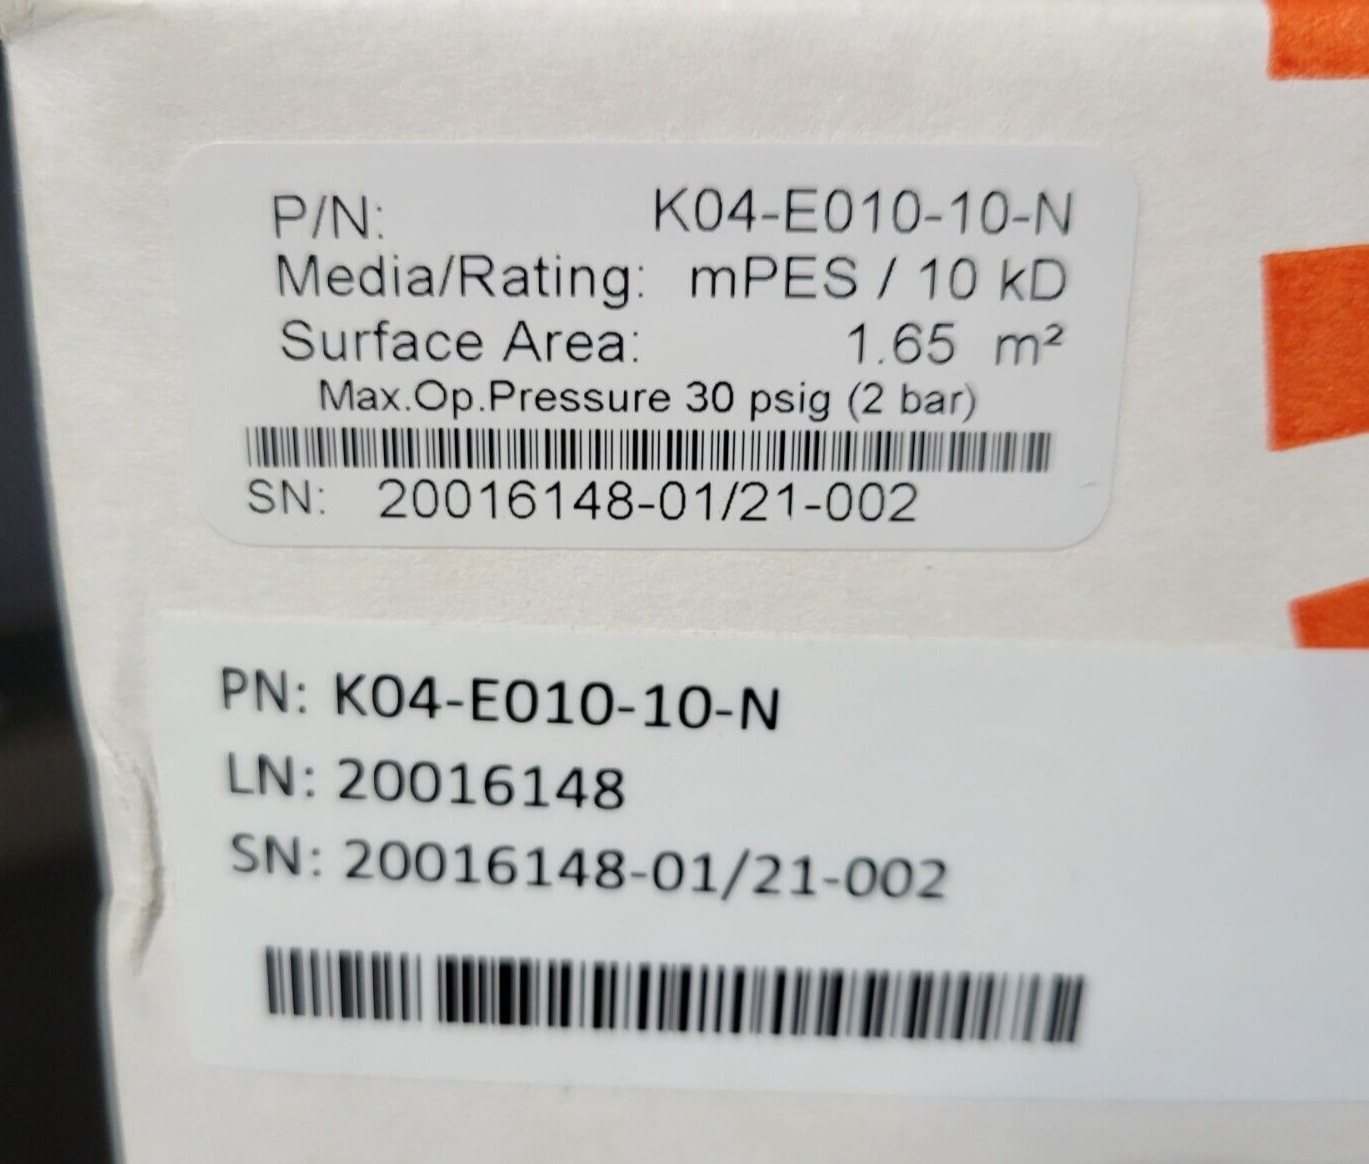 P/N: K04-E010-10-N
Media/Rating: mPES / 10 kD
Surface Area: 1.65 m²
Max.Op.Pressure 30 psig (2 bar)
SN: 20016148-01/21-002
PN: K04-E010-10-N
LN: 20016148
SN: 20016148-01/21-002